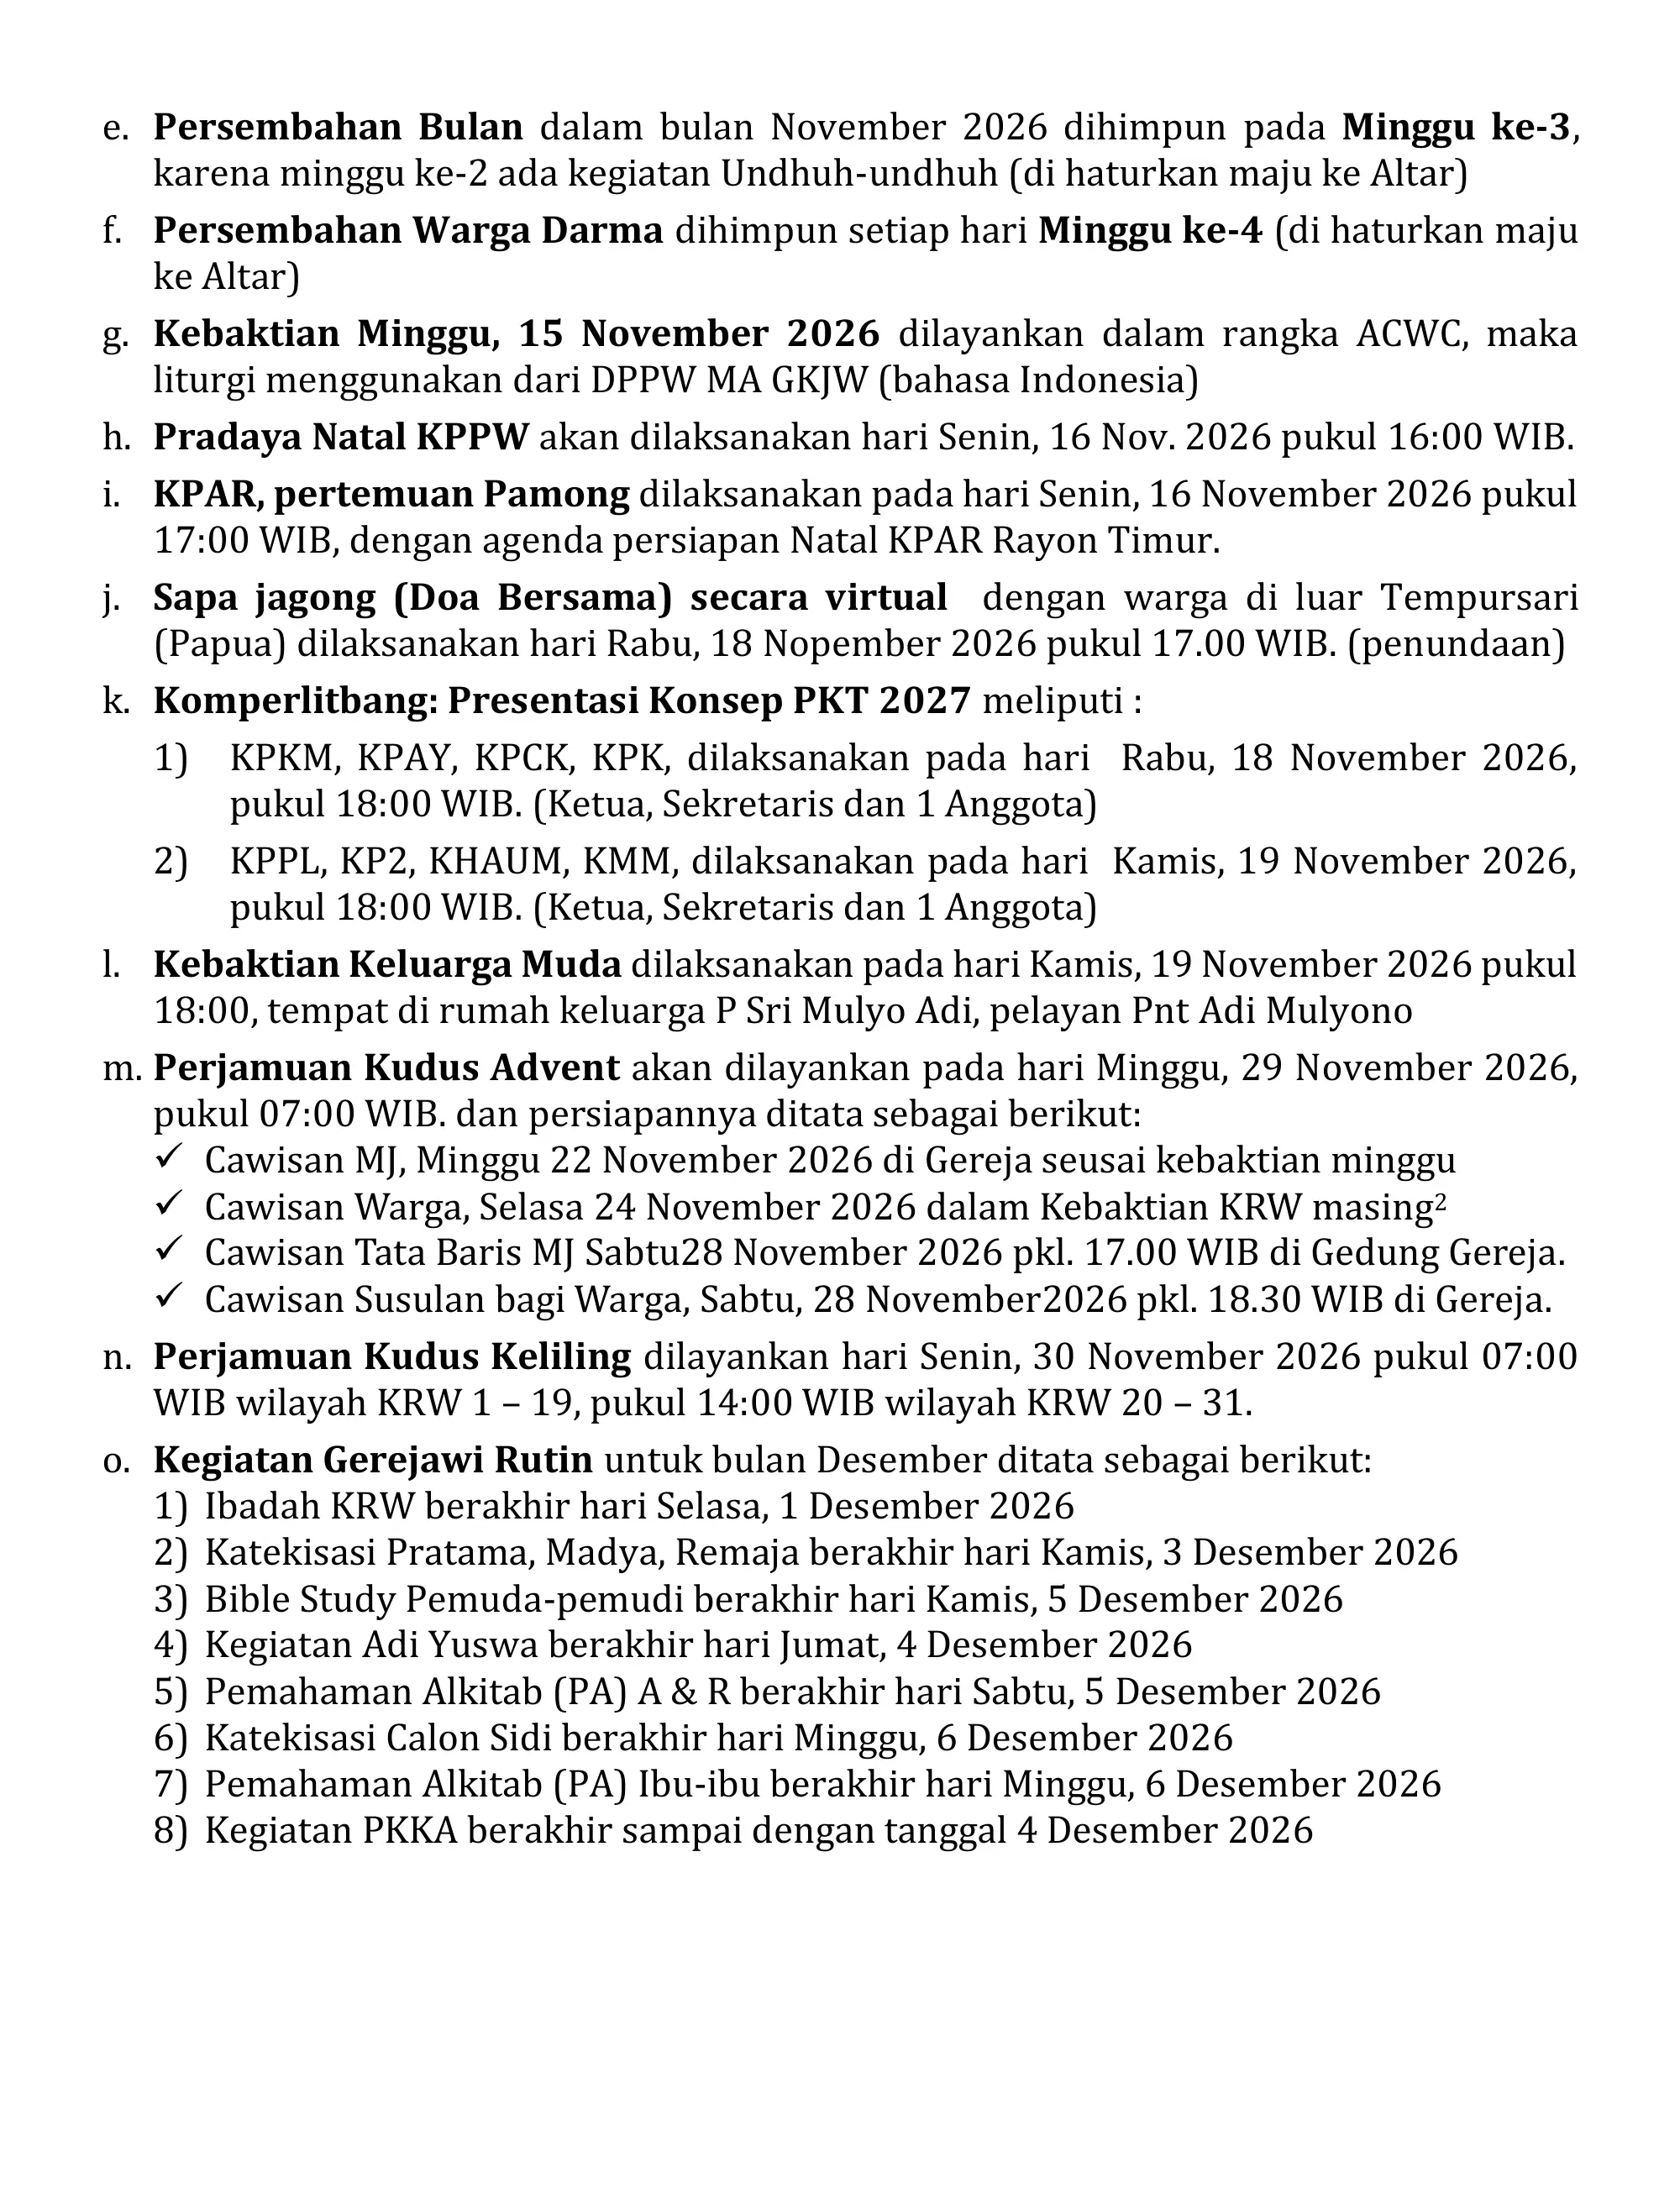 e. Persembahan Bulan dalam bulan November 2026 dihimpun pada Minggu ke-3,
karena minggu ke-2 ada kegiatan Undhuh-undhuh (di haturkan maju ke Altar)
f. Persembahan Warga Darma dihimpun setiap hari Minggu ke-4 (di haturkan maju
ke Altar)
g. Kebaktian Minggu, 15 November 2026 dilayankan dalam rangka ACWC, maka
liturgi menggunakan dari DPPW MA GKJW (bahasa Indonesia)
h. Pradaya Natal KPPW akan dilaksanakan hari Senin, 16 Nov. 2026 pukul 16:00 WIB.
i. KPAR, pertemuan Pamong dilaksanakan pada hari Senin, 16 November 2026 pukul
17:00 WIB, dengan agenda persiapan Natal KPAR Rayon Timur.
j. Sapa jagong (Doa Bersama) secara virtual dengan warga di luar Tempursari
(Papua) dilaksanakan hari Rabu, 18 Nopember 2026 pukul 17.00 WIB. (penundaan)
k. Komperlitbang: Presentasi Konsep PKT 2027 meliputi :
1) KPKM, KPAY, KPCK, KPK, dilaksanakan pada hari Rabu, 18 November 2026,
pukul 18:00 WIB. (Ketua, Sekretaris dan 1 Anggota)
2) KPPL, KP2, KHAUM, KMM, dilaksanakan pada hari Kamis, 19 November 2026,
pukul 18:00 WIB. (Ketua, Sekretaris dan 1 Anggota)
l. Kebaktian Keluarga Muda dilaksanakan pada hari Kamis, 19 November 2026 pukul
18:00, tempat di rumah keluarga P Sri Mulyo Adi, pelayan Pnt Adi Mulyono
m. Perjamuan Kudus Advent akan dilayankan pada hari Minggu, 29 November 2026,
pukul 07:00 WIB. dan persiapannya ditata sebagai berikut:
✓ Cawisan MJ, Minggu 22 November 2026 di Gereja seusai kebaktian minggu
✓ Cawisan Warga, Selasa 24 November 2026 dalam Kebaktian KRW masing²
✓ Cawisan Tata Baris MJ Sabtu28 November 2026 pkl. 17.00 WIB di Gedung Gereja.
✓ Cawisan Susulan bagi Warga, Sabtu, 28 November2026 pkl. 18.30 WIB di Gereja.
n. Perjamuan Kudus Keliling dilayankan hari Senin, 30 November 2026 pukul 07:00
WIB wilayah KRW 1 – 19, pukul 14:00 WIB wilayah KRW 20 – 31.
o. Kegiatan Gerejawi Rutin untuk bulan Desember ditata sebagai berikut:
1) Ibadah KRW berakhir hari Selasa, 1 Desember 2026
2) Katekisasi Pratama, Madya, Remaja berakhir hari Kamis, 3 Desember 2026
3) Bible Study Pemuda-pemudi berakhir hari Kamis, 5 Desember 2026
4) Kegiatan Adi Yuswa berakhir hari Jumat, 4 Desember 2026
5) Pemahaman Alkitab (PA) A & R berakhir hari Sabtu, 5 Desember 2026
6) Katekisasi Calon Sidi berakhir hari Minggu, 6 Desember 2026
7) Pemahaman Alkitab (PA) Ibu-ibu berakhir hari Minggu, 6 Desember 2026
8) Kegiatan PKKA berakhir sampai dengan tanggal 4 Desember 2026